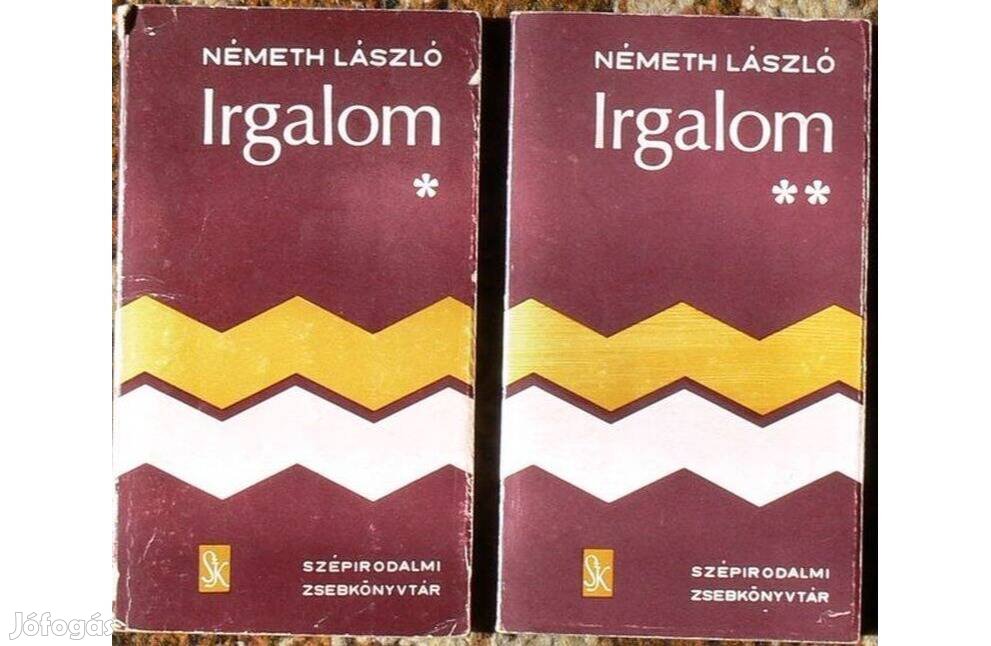 NÉMETH LÁSZLÓ
Irgalom
*
SZK
SZÉPIRODALMI
ZSEBKÖNYVTÁR
NÉMETH LÁSZLÓ
Irgalom
**
SZK
SZÉPIRODALMI
ZSEBKÖNYVTÁR
Jófogás